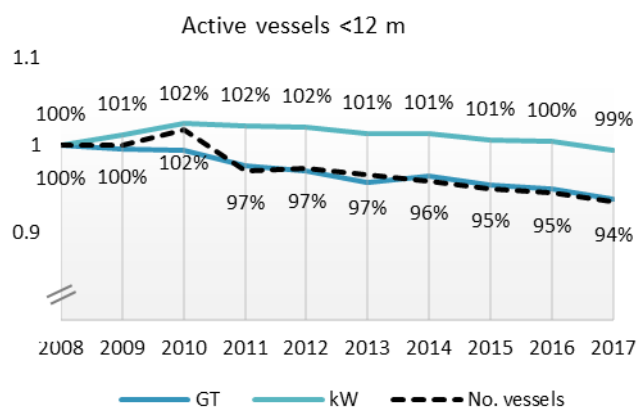 Active vessels <12 m
1.1
100% 101% 102% 102% 102% 101% 101% 101% 100% 99%
1
100% 100% 102% 97% 97% 97% 96% 95% 95% 94%
0.9
2008 2009 2010 2011 2012 2013 2014 2015 2016 2017
GT kW No. vessels